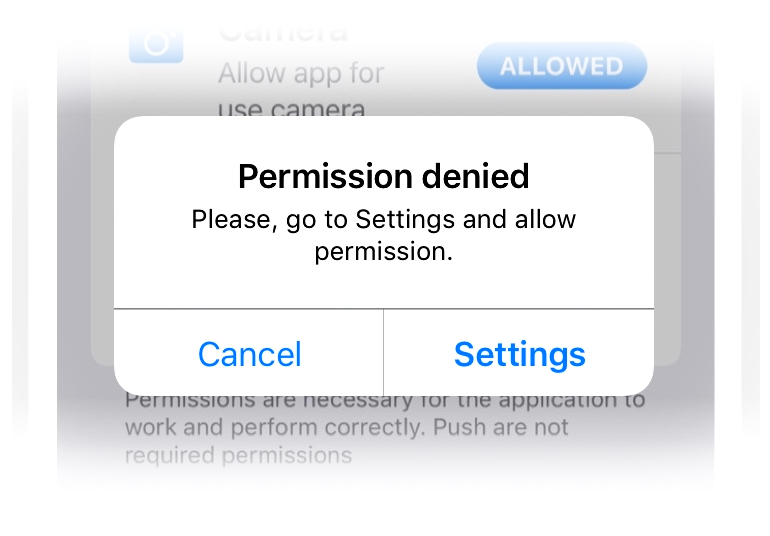 Camera
Allow app for
use camera
ALLOWED
Permission denied
Please, go to Settings and allow
permission.
Cancel
Settings
Permissions are necessary for the application to
work and perform correctly. Push are not
required permissions